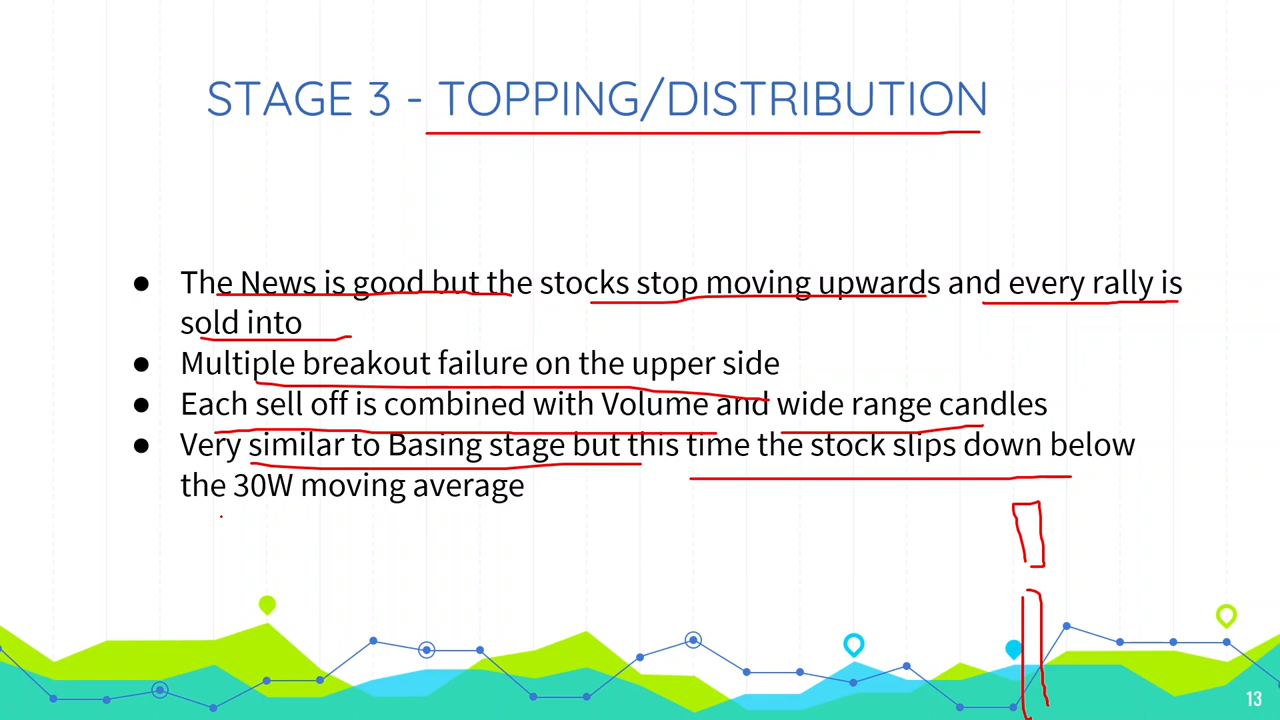 STAGE 3 - TOPPING/DISTRIBUTION
● The News is good but the stocks stop moving upwards and every rally is
sold into
● Multiple breakout failure on the upper side
● Each sell off is combined with Volume and wide range candles
● Very similar to Basing stage but this time the stock slips down below
the 30W moving average
13